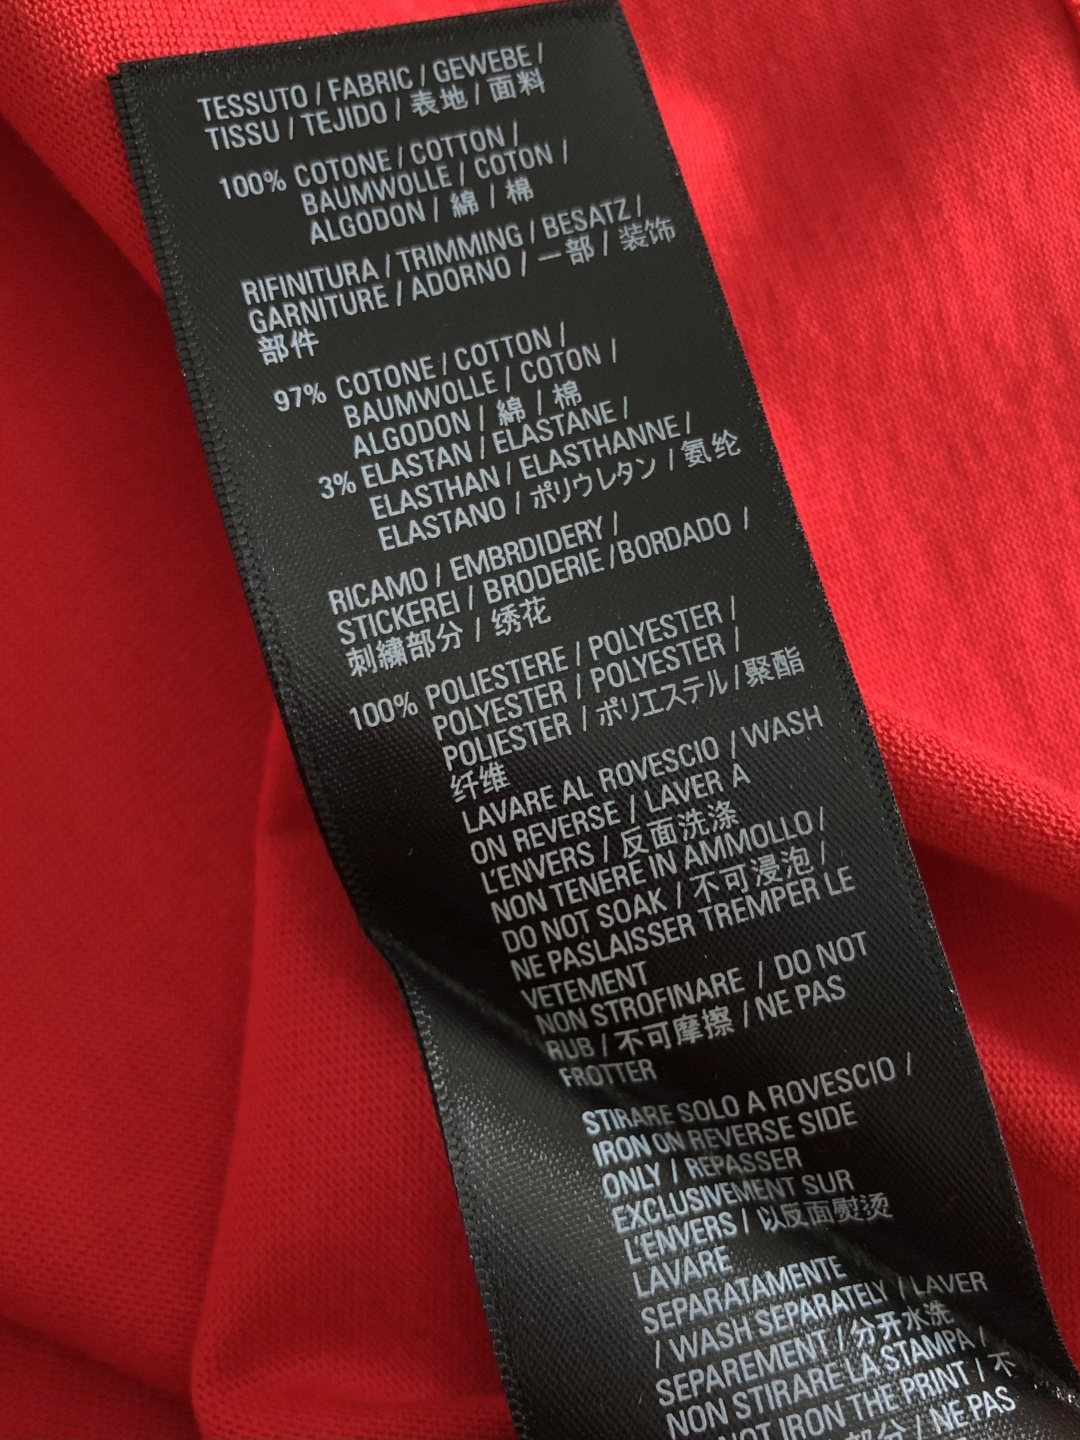 TESSUTO / FABRIC / GEWEBE /
TISSU / TEJIDO / 表地 / 面料
100% COTONE / COTTON /
BAUMWOLLE / COTON /
ALGODON / 綿 / 棉
RIFINITURA / TRIMMING / BESATZ /
GARNITURE / ADORNO / 一部 / 装饰
部件
97% COTONE / COTTON /
BAUMWOLLE / COTON /
ALGODON / 綿 / 棉
3% ELASTAN / ELASTANE /
ELASTHAN / ELASTHANNE /
ELASTANO / ポリウレタン / 氨纶
RICAMO / EMBRDIDERY /
STICKEREI / BRODERIE /BORDADO /
刺繍部分 / 绣花
100% POLIESTERE / POLYESTER /
POLYESTER / POLYESTER /
POLIESTER / ポリエステル / 聚酯
纤维
LAVARE AL ROVESCIO / WASH
ON REVERSE / LAVER A
L'ENVERS / 反面洗涤
NON TENERE IN AMMOLLO /
DO NOT SOAK / 不可浸泡 /
NE PASLAISSER TREMPER LE
VETEMENT
NON STROFINARE / DO NOT
RUB / 不可摩擦 / NE PAS
FROTTER
STIRARE SOLO A ROVESCIO /
IRON ON REVERSE SIDE
ONLY / REPASSER
EXCLUSIVEMENT SUR
L'ENVERS / 以反面熨烫
LAVARE
SEPARATAMENTE
/ WASH SEPARATELY / LAVER
SEPAREMENT / 分开水洗
NON STIRARE LA STAMPA /
NOT IRON THE PRINT / 不
部分 / NE PAS